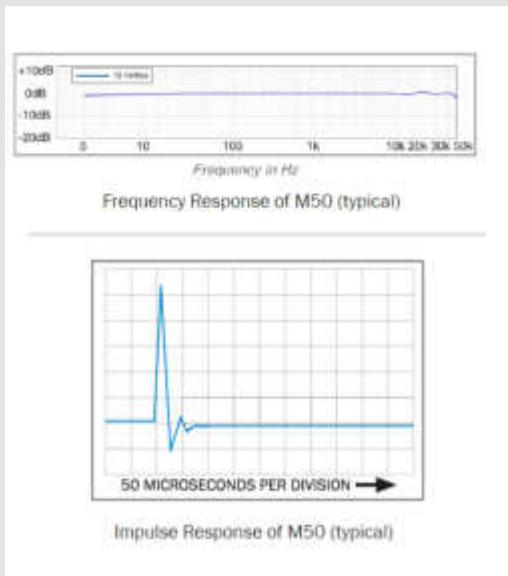 +10dB
0dB
-10dB
-20dB
10 100 1k 10k 20k 30k 50k
Frequency in Hz
Frequency Response of M50 (typical)
50 MICROSECONDS PER DIVISION
Impulse Response of M50 (typical)